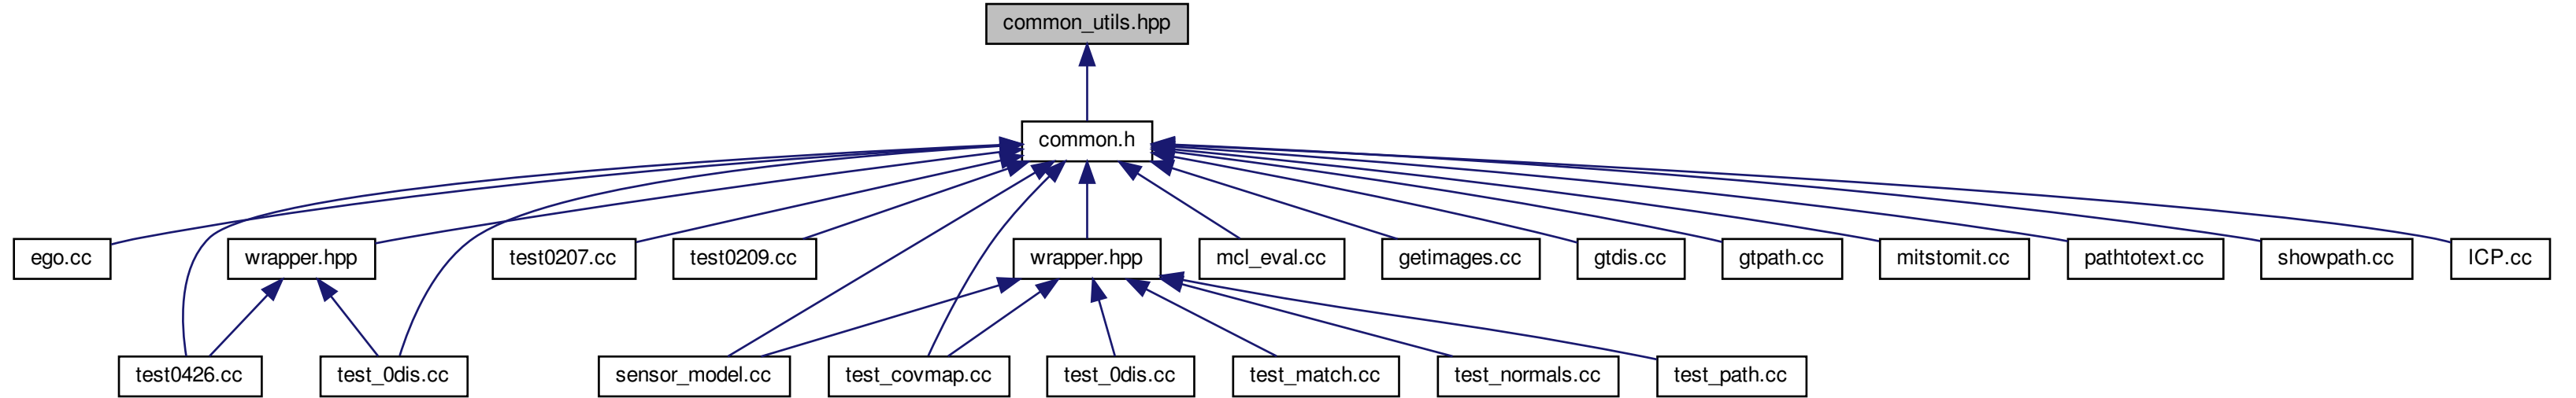 common_utils.hpp
common.h
ego.cc
wrapper.hpp
test0207.cc
test0209.cc
wrapper.hpp
mcl_eval.cc
getimages.cc
gtdis.cc
gtpath.cc
mitstomit.cc
pathtotext.cc
showpath.cc
ICP.cc
test0426.cc
test_0dis.cc
sensor_model.cc
test_covmap.cc
test_0dis.cc
test_match.cc
test_normals.cc
test_path.cc